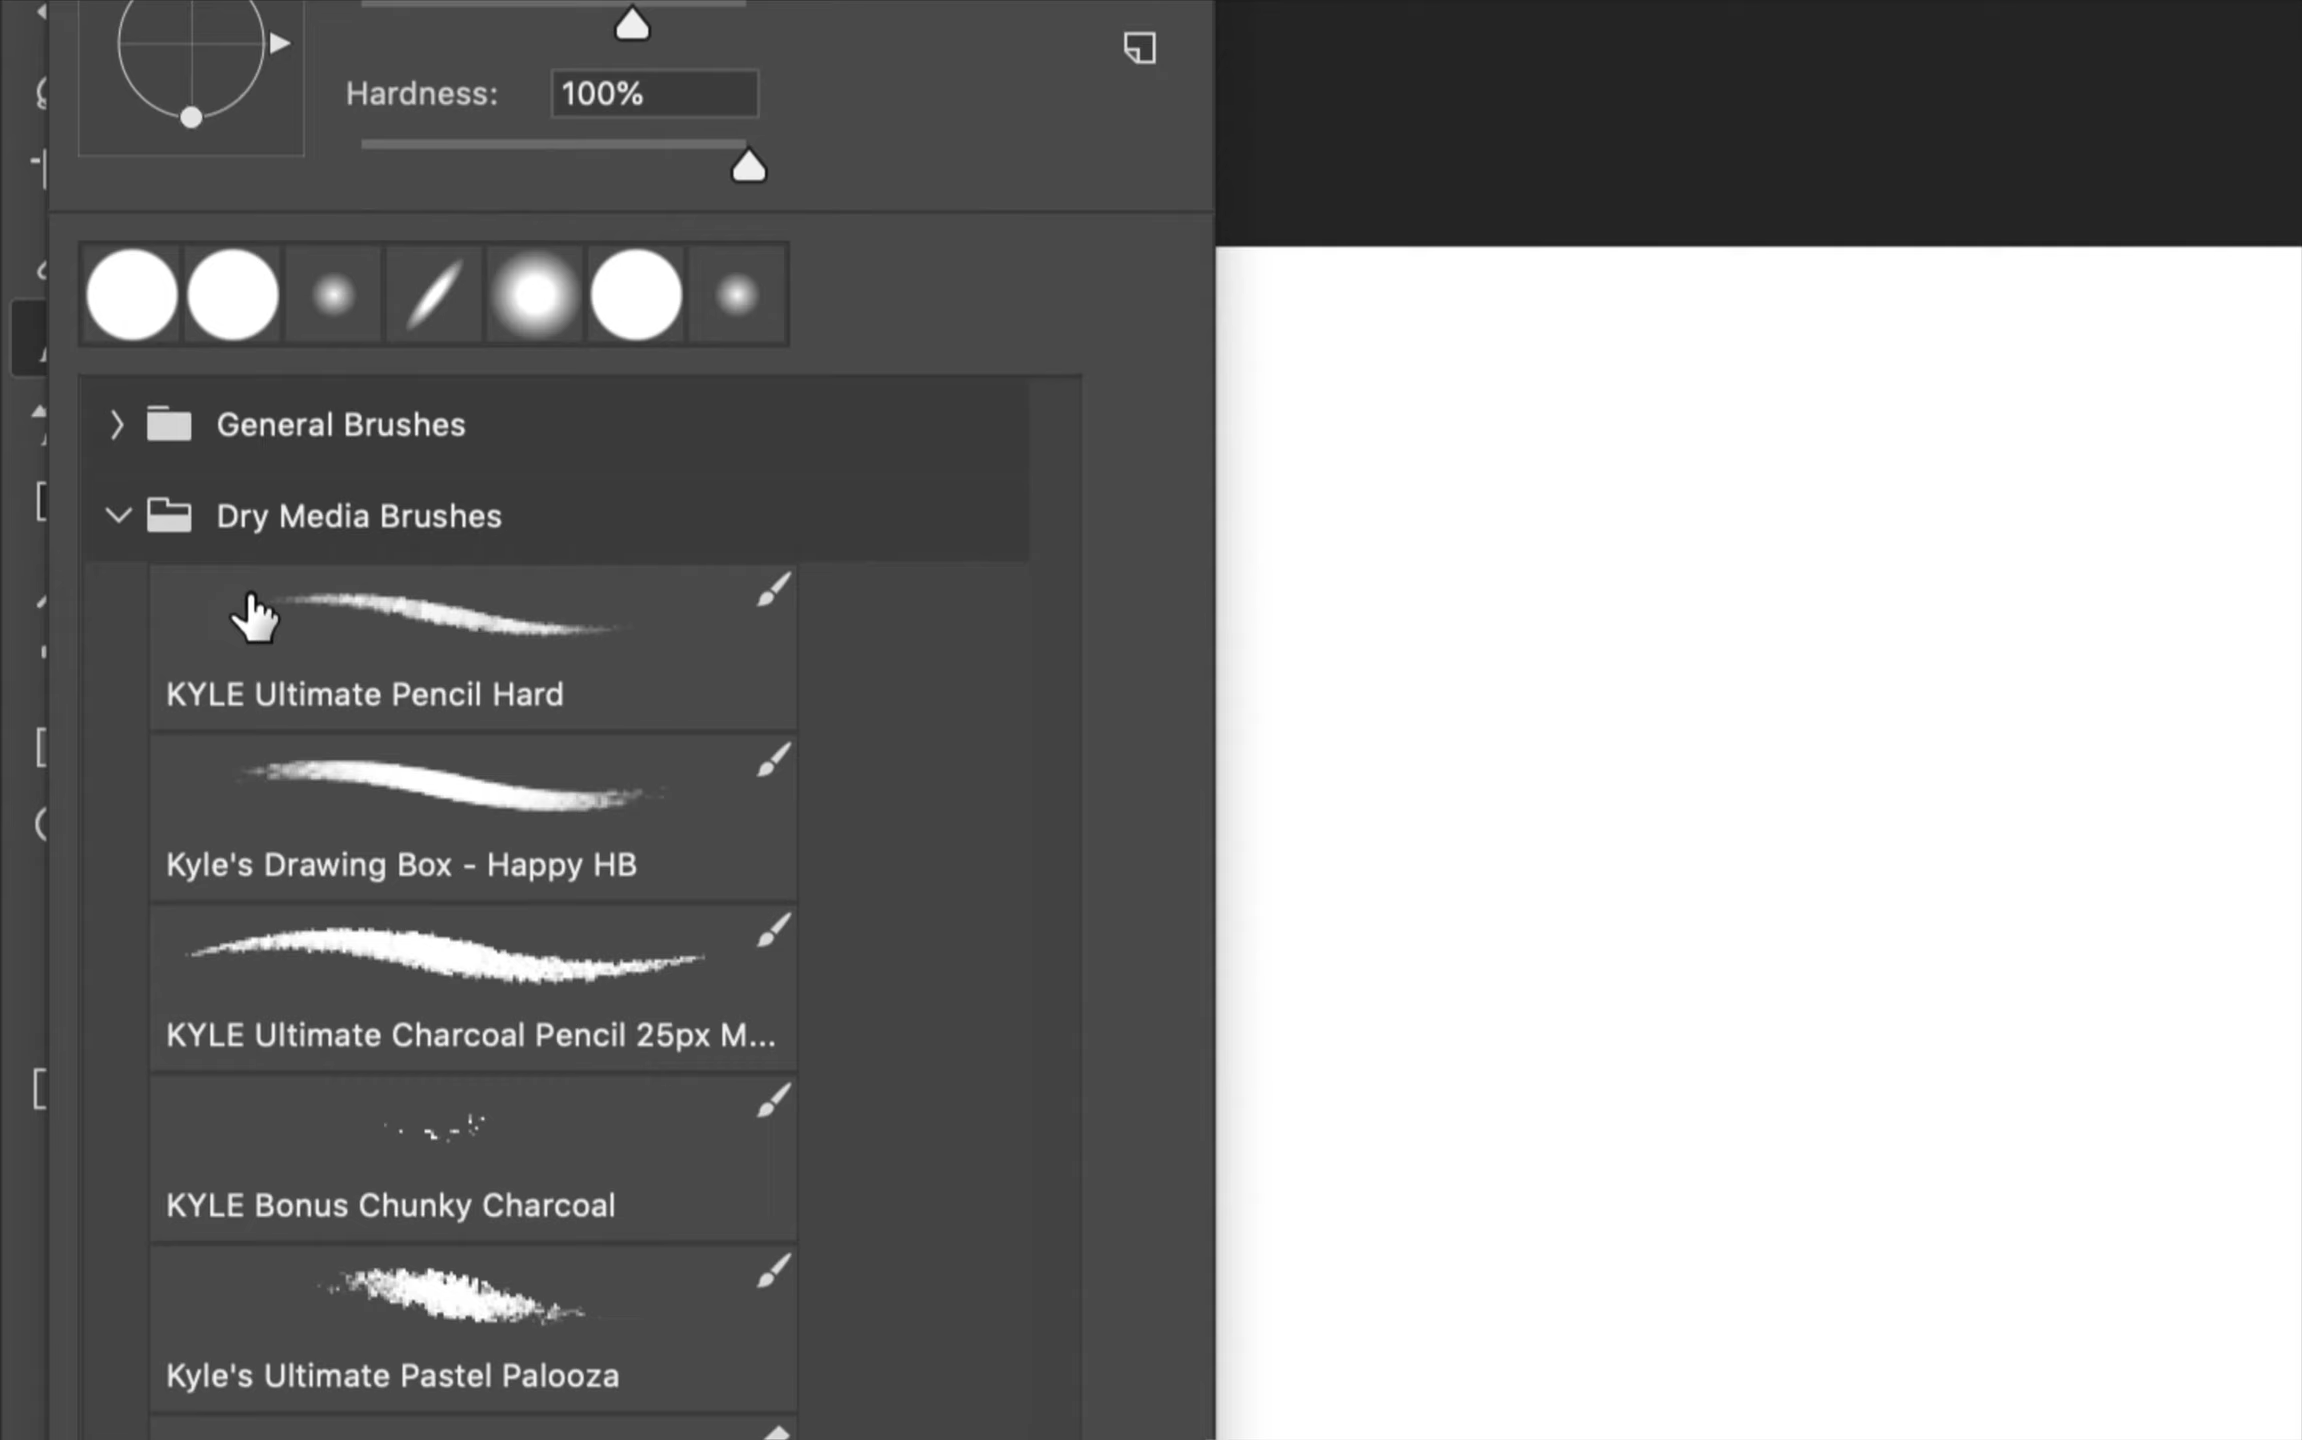 Hardness: 100%
General Brushes
Dry Media Brushes
KYLE Ultimate Pencil Hard
Kyle's Drawing Box - Happy HB
KYLE Ultimate Charcoal Pencil 25px M...
KYLE Bonus Chunky Charcoal
Kyle's Ultimate Pastel Palooza